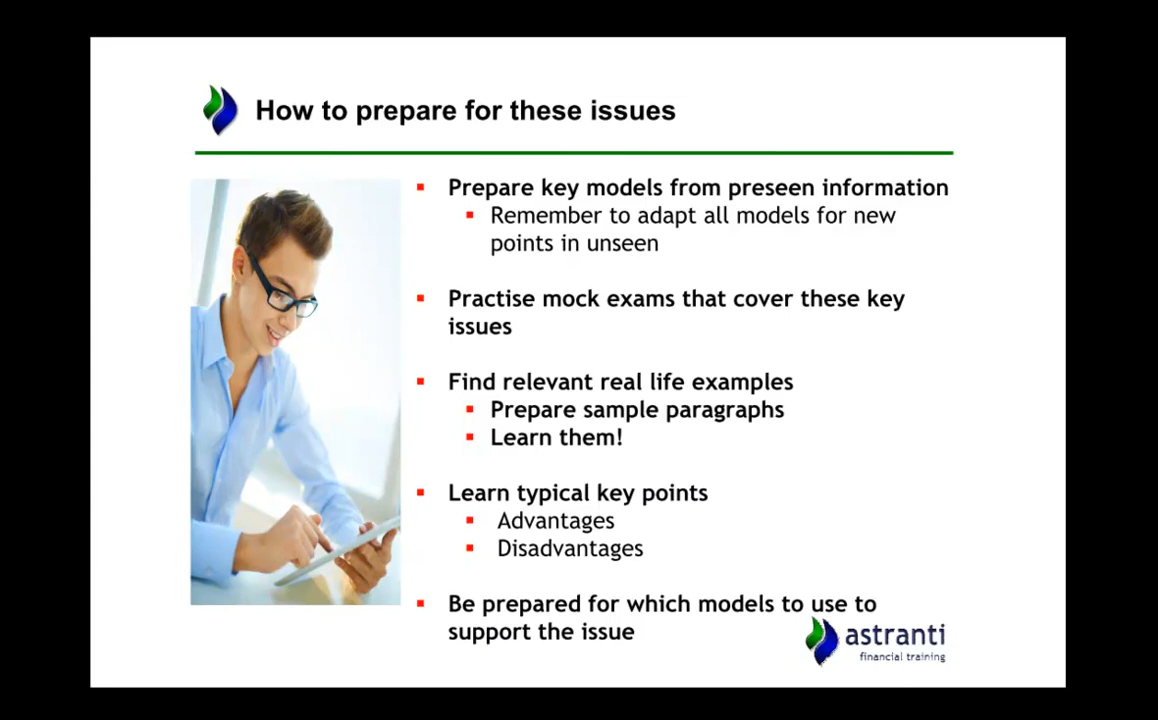 How to prepare for these issues
Prepare key models from preseen information
Remember to adapt all models for new
points in unseen
Practise mock exams that cover these key
issues
Find relevant real life examples
Prepare sample paragraphs
Learn them!
Learn typical key points
Advantages
Disadvantages
Be prepared for which models to use to
support the issue
astranti
financial training